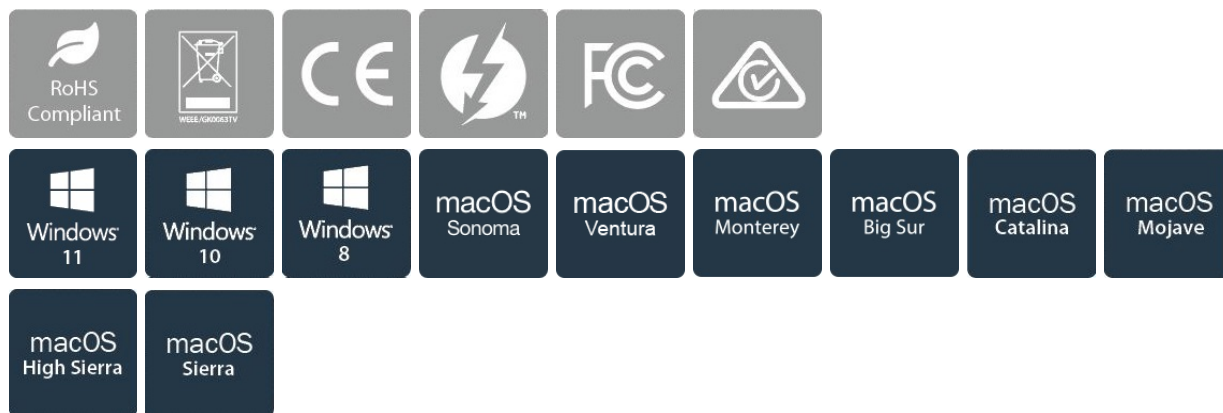 RoHS
Compliant
WEEE/GK0063TV
CE
TM
FC
Windows
11
Windows
10
Windows
8
macOS
Sonoma
macOS
Ventura
macOS
Monterey
macOS
Big Sur
macOS
Catalina
macOS
Mojave
macOS
High Sierra
macOS
Sierra